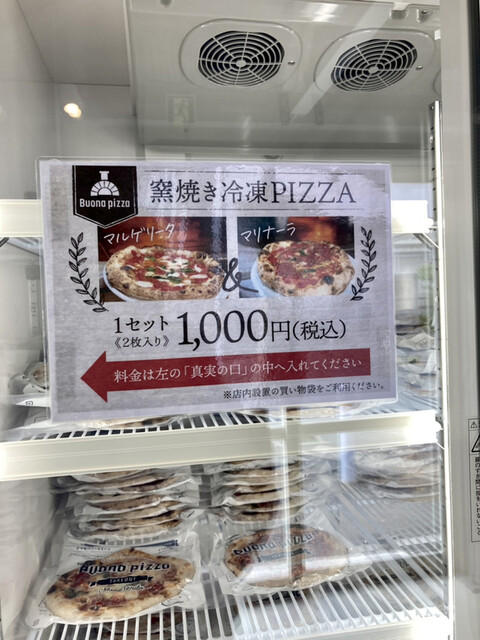 Buona pizza
窯焼き冷凍PIZZA
マルゲリータ
&
マリナーラ
1セット
《2枚入り》
1,000円(税込)
料金は左の「真実の口」の中へ入れてください
※店内設置の買い物袋をご利用ください。
BUONA PIZZA
TAKEOUT
BUONA PIZZA